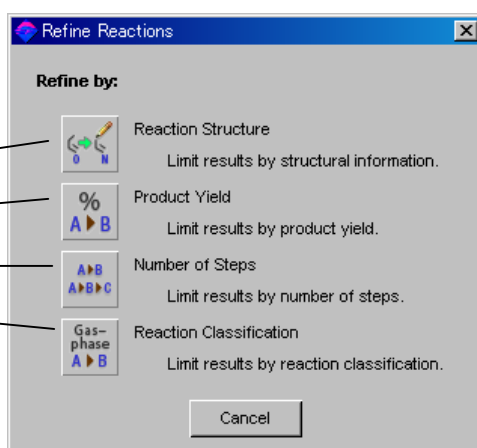 Refine Reactions
Refine by:
Reaction Structure
O N
Limit results by structural information.
Product Yield
%
A▶B
Limit results by product yield.
Number of Steps
A▶B
A▶B▶C
Limit results by number of steps.
Reaction Classification
Gas-
phase
A▶B
Limit results by reaction classification.
Cancel